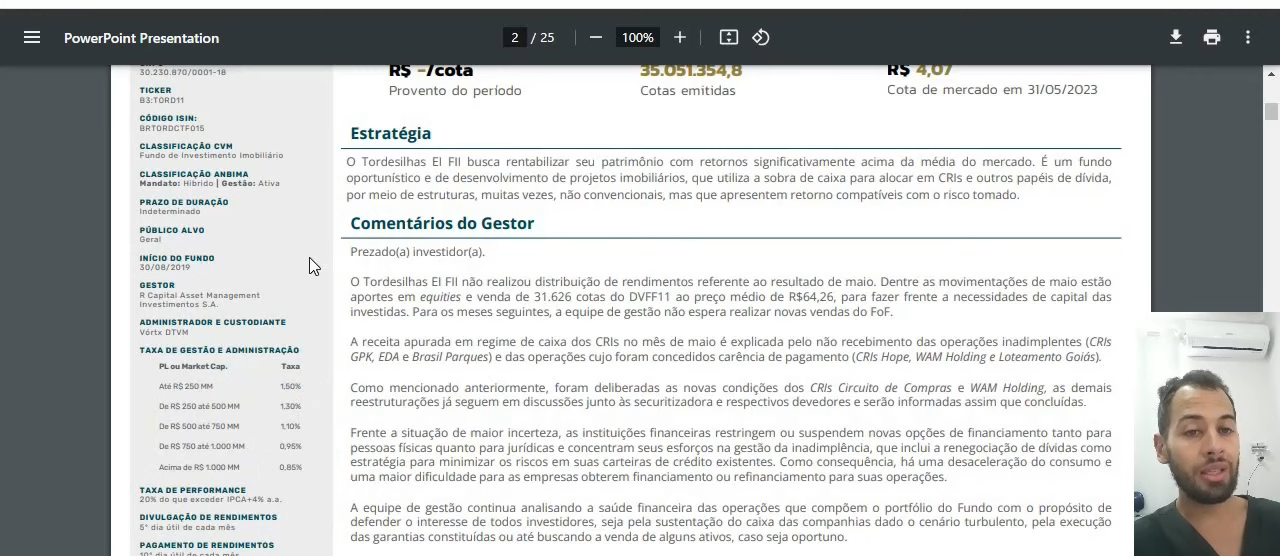 PowerPoint Presentation
2 / 25
100%
30.230.870/0001-18
TICKER
B3:TORD11
CÓDIGO ISIN:
BRTORDCTF015
CLASSIFICAÇÃO CVM
Fundo de Investimento Imobiliário
CLASSIFICAÇÃO ANBIMA
Mandato: Híbrido | Gestão: Ativa
PRAZO DE DURAÇÃO
Indeterminado
PÚBLICO ALVO
Geral
INÍCIO DO FUNDO
30/08/2019
GESTOR
R Capital Asset Management
Investimentos S.A.
ADMINISTRADOR E CUSTODIANTE
Vórtx DTVM
TAXA DE GESTÃO E ADMINISTRAÇÃO
PL ou Market Cap. Taxa
Até R$ 250 MM 1,50%
De R$ 250 até 500 MM 1,30%
De R$ 500 até 750 MM 1,10%
De R$ 750 até 1.000 MM 0,95%
Acima de R$ 1.000 MM 0,85%
TAXA DE PERFORMANCE
20% do que exceder IPCA+4% a.a.
DIVULGAÇÃO DE RENDIMENTOS
5° dia útil de cada mês
PAGAMENTO DE RENDIMENTOS
10° dia útil de cada mês
R$ -/cota
Provento do período
35.051.354,8
Cotas emitidas
R$ 4,07
Cota de mercado em 31/05/2023
Estratégia
O Tordesilhas EI FII busca rentabilizar seu patrimônio com retornos significativamente acima da média do mercado. É um fundo
oportunístico e de desenvolvimento de projetos imobiliários, que utiliza a sobra de caixa para alocar em CRIs e outros papéis de dívida,
por meio de estruturas, muitas vezes, não convencionais, mas que apresentem retorno compatíveis com o risco tomado.
Comentários do Gestor
Prezado(a) investidor(a).
O Tordesilhas EI FII não realizou distribuição de rendimentos referente ao resultado de maio. Dentre as movimentações de maio estão
aportes em equities e venda de 31.626 cotas do DVFF11 ao preço médio de R$64,26, para fazer frente a necessidades de capital das
investidas. Para os meses seguintes, a equipe de gestão não espera realizar novas vendas do FoF.
A receita apurada em regime de caixa dos CRIs no mês de maio é explicada pelo não recebimento das operações inadimplentes (CRIs
GPK, EDA e Brasil Parques) e das operações cujo foram concedidos carência de pagamento (CRIs Hope, WAM Holding e Loteamento Goiás).
Como mencionado anteriormente, foram deliberadas as novas condições dos CRIs Circuito de Compras e WAM Holding, as demais
reestruturações já seguem em discussões junto às securitizadora e respectivos devedores e serão informadas assim que concluídas.
Frente a situação de maior incerteza, as instituições financeiras restringem ou suspendem novas opções de financiamento tanto para
pessoas físicas quanto para jurídicas e concentram seus esforços na gestão da inadimplência, que inclui a renegociação de dívidas como
estratégia para minimizar os riscos em suas carteiras de crédito existentes. Como consequência, há uma desaceleração do consumo e
uma maior dificuldade para as empresas obterem financiamento ou refinanciamento para suas operações.
A equipe de gestão continua analisando a saúde financeira das operações que compõem o portfólio do Fundo com o propósito de
defender o interesse de todos investidores, seja pela sustentação do caixa das companhias dado o cenário turbulento, pela execução
das garantias constituídas ou até buscando a venda de alguns ativos, caso seja oportuno.